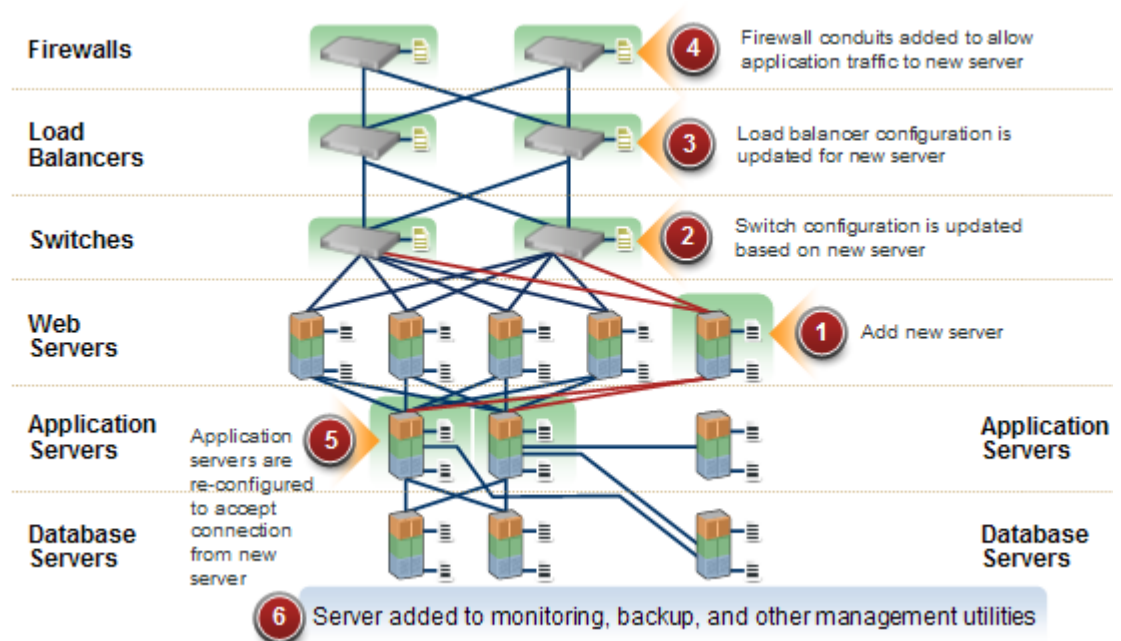 Firewalls
4
Firewall conduits added to allow
application traffic to new server
Load
Balancers
3
Load balancer configuration is
updated for new server
Switches
2
Switch configuration is updated
based on new server
Web
Servers
1
Add new server
Application
Servers
5
Application
servers are
re-configured
to accept
connection
from new
server
Application
Servers
Database
Servers
Database
Servers
6
Server added to monitoring, backup, and other management utilities